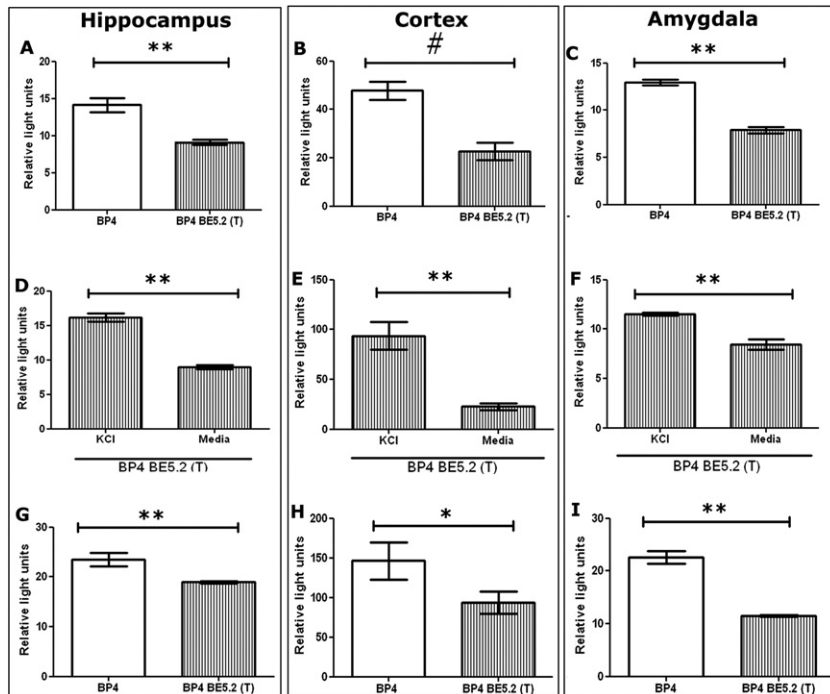 Hippocampus
Cortex
Amygdala
A
**
Relative light units
20
15
10
5
0
BP4
BP4 BE5.2 (T)
B
#
Relative light units
60
40
20
0
BP4
BP4 BE5.2 (T)
C
**
Relative light units
15
10
5
0
BP4
BP4 BE5.2 (T)
D
**
Relative light units
20
15
10
5
0
KCl
Media
BP4 BE5.2 (T)
E
**
Relative light units
150
100
50
0
KCl
Media
BP4 BE5.2 (T)
F
**
Relative light units
15
10
5
0
KCl
Media
BP4 BE5.2 (T)
G
**
Relative light units
30
20
10
0
BP4
BP4 BE5.2 (T)
H
*
Relative light units
200
150
100
50
0
BP4
BP4 BE5.2 (T)
I
**
Relative light units
30
20
10
0
BP4
BP4 BE5.2 (T)